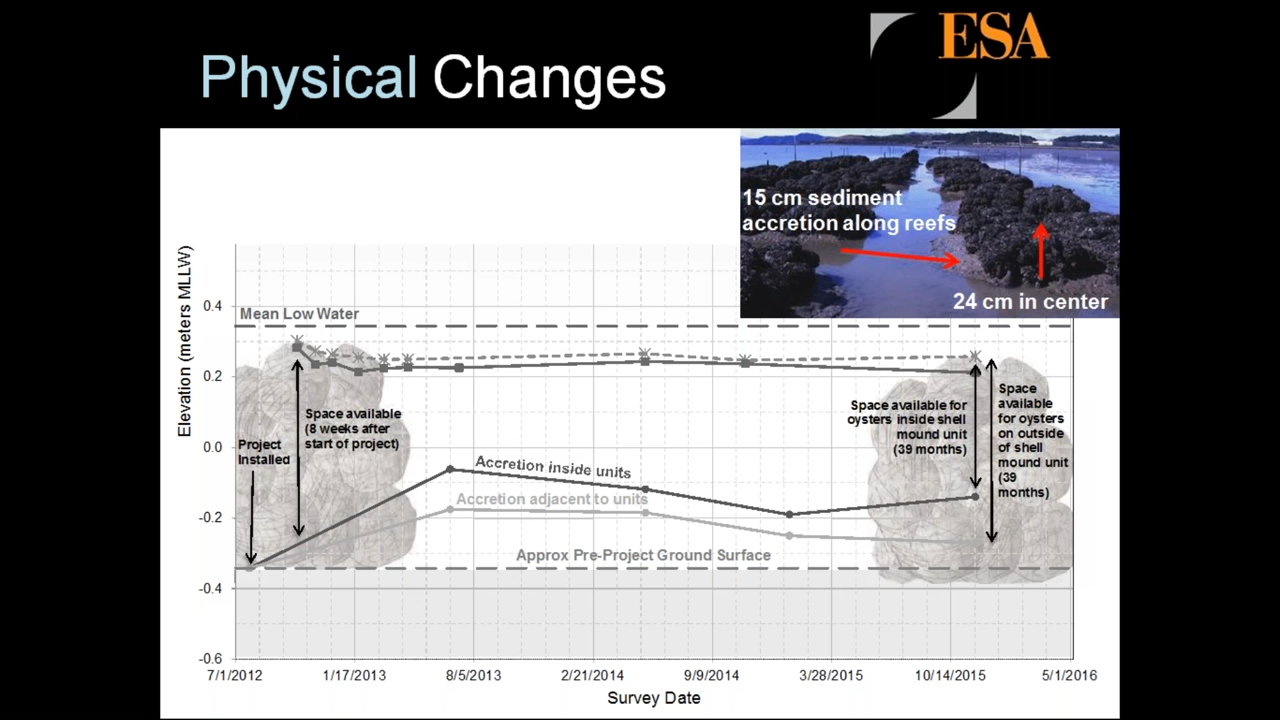 Physical Changes
ESA
15 cm sediment
accretion along reefs
24 cm in center
Elevation (meters MLLW)
0.4
0.2
0.0
-0.2
-0.4
-0.6
Mean Low Water
Project
Installed
Space available
(8 weeks after
start of project)
Accretion inside units
Accretion adjacent to units
Approx Pre-Project Ground Surface
Space available for
oysters inside shell
mound unit
(39 months)
Space
available
for oysters
on outside
of shell
mound unit
(39
months)
7/1/2012
1/17/2013
8/5/2013
2/21/2014
9/9/2014
3/28/2015
10/14/2015
5/1/2016
Survey Date